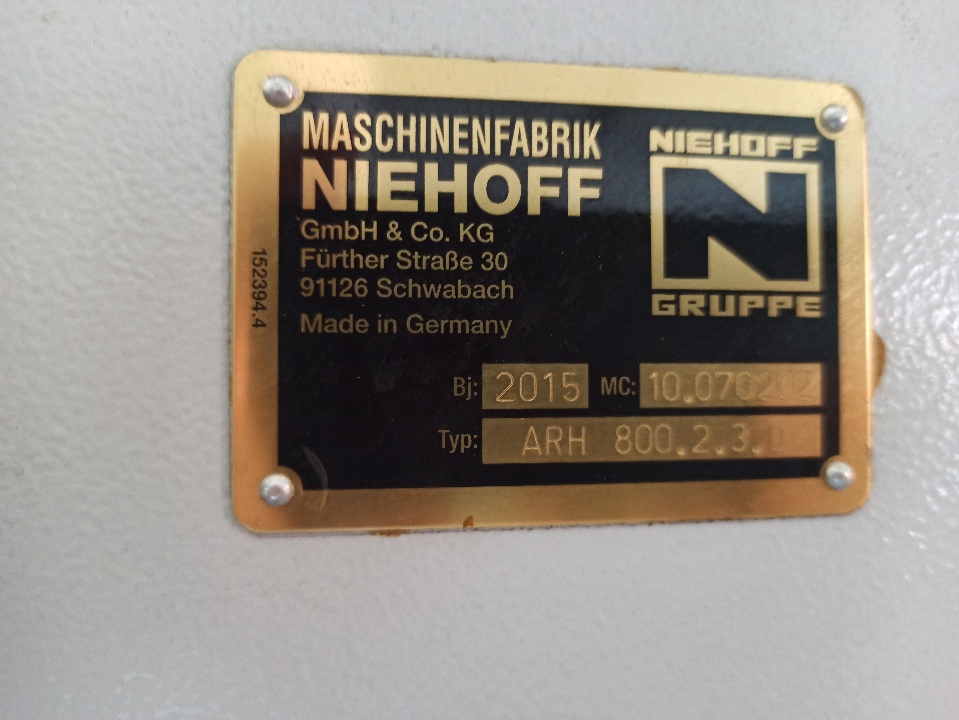 MASCHINENFABRIK
NIEHOFF
GmbH & Co. KG
Fürther Straße 30
91126 Schwabach
Made in Germany
NIEHOFF
N
GRUPPE
152394.4
Bj: 2015 MC:
Typ: ARH